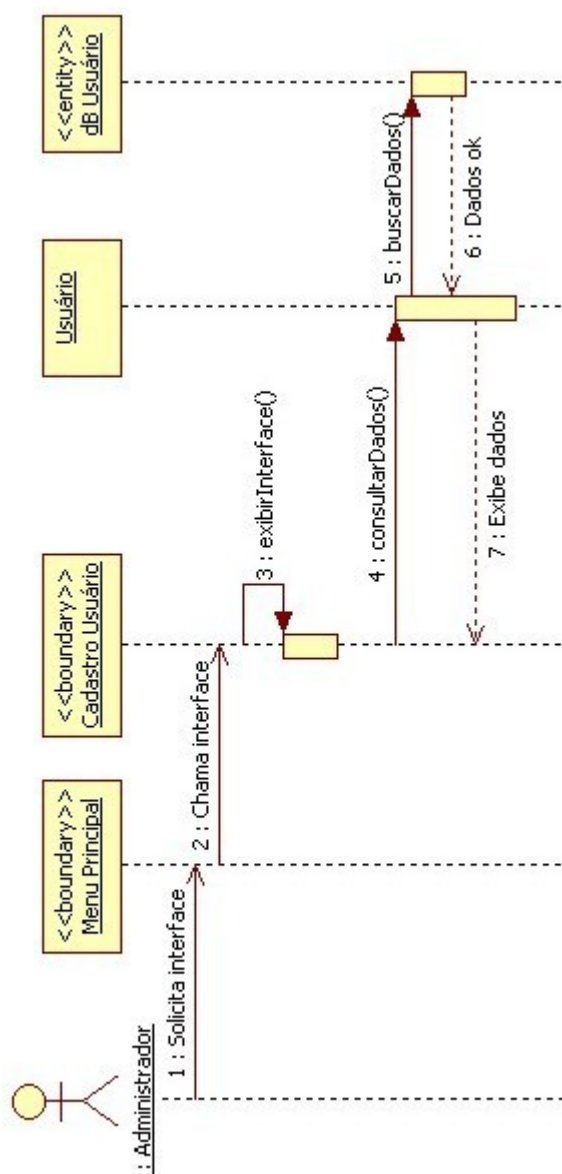 : Administrador
<<boundary>>
Menu Principal
<<boundary>>
Cadastro Usuário
Usuário
<<entity>>
dB Usuário
1 : Solicita interface
2 : Chama interface
3 : exibirInterface()
4 : consultarDados()
5 : buscarDados()
6 : Dados ok
7 : Exibe dados